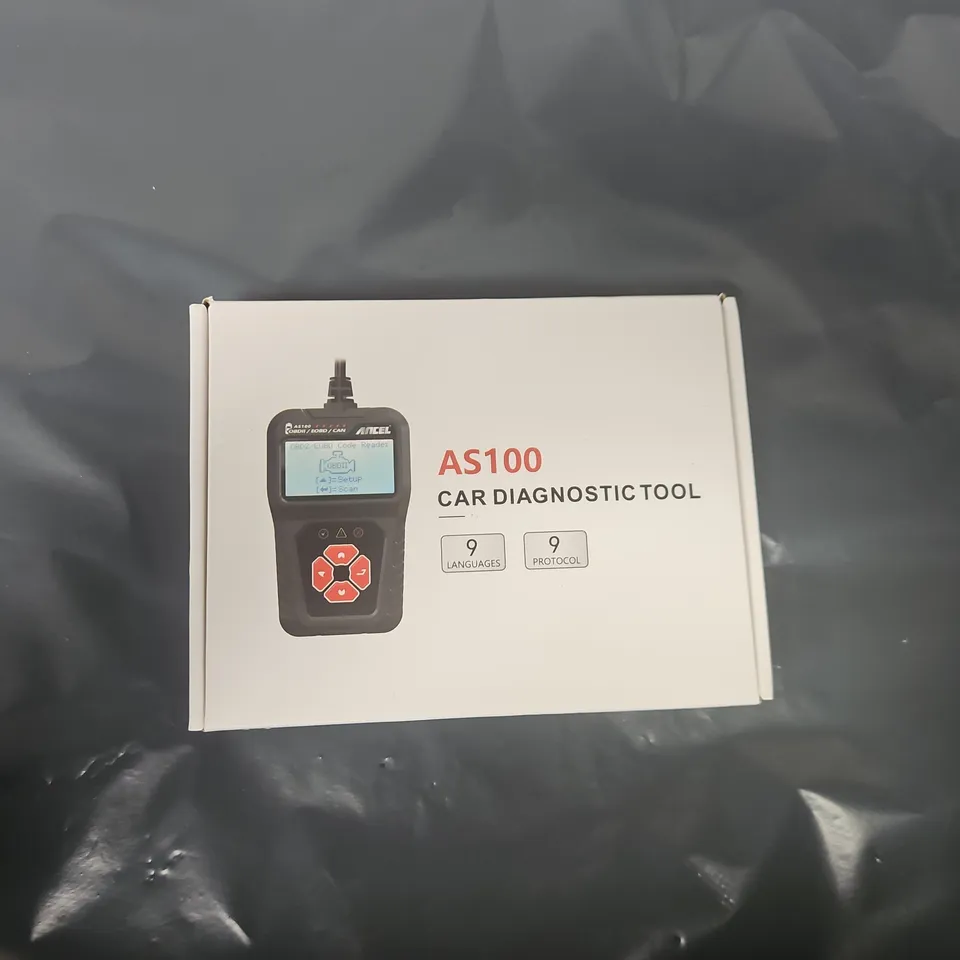 AS100
OBDII / EOBD / CAN
ANCEL
Code Reader
OBDII
[▲]=Setup
[↵]=Scan
AS100
CAR DIAGNOSTIC TOOL
9
LANGUAGES
9
PROTOCOL